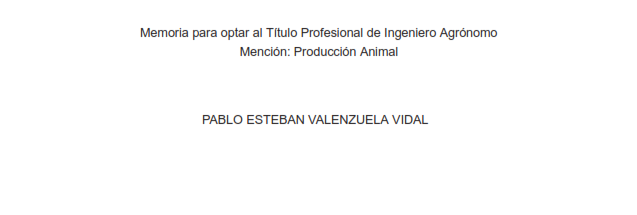 Memoria para optar al Título Profesional de Ingeniero Agrónomo
Mención: Producción Animal
PABLO ESTEBAN VALENZUELA VIDAL